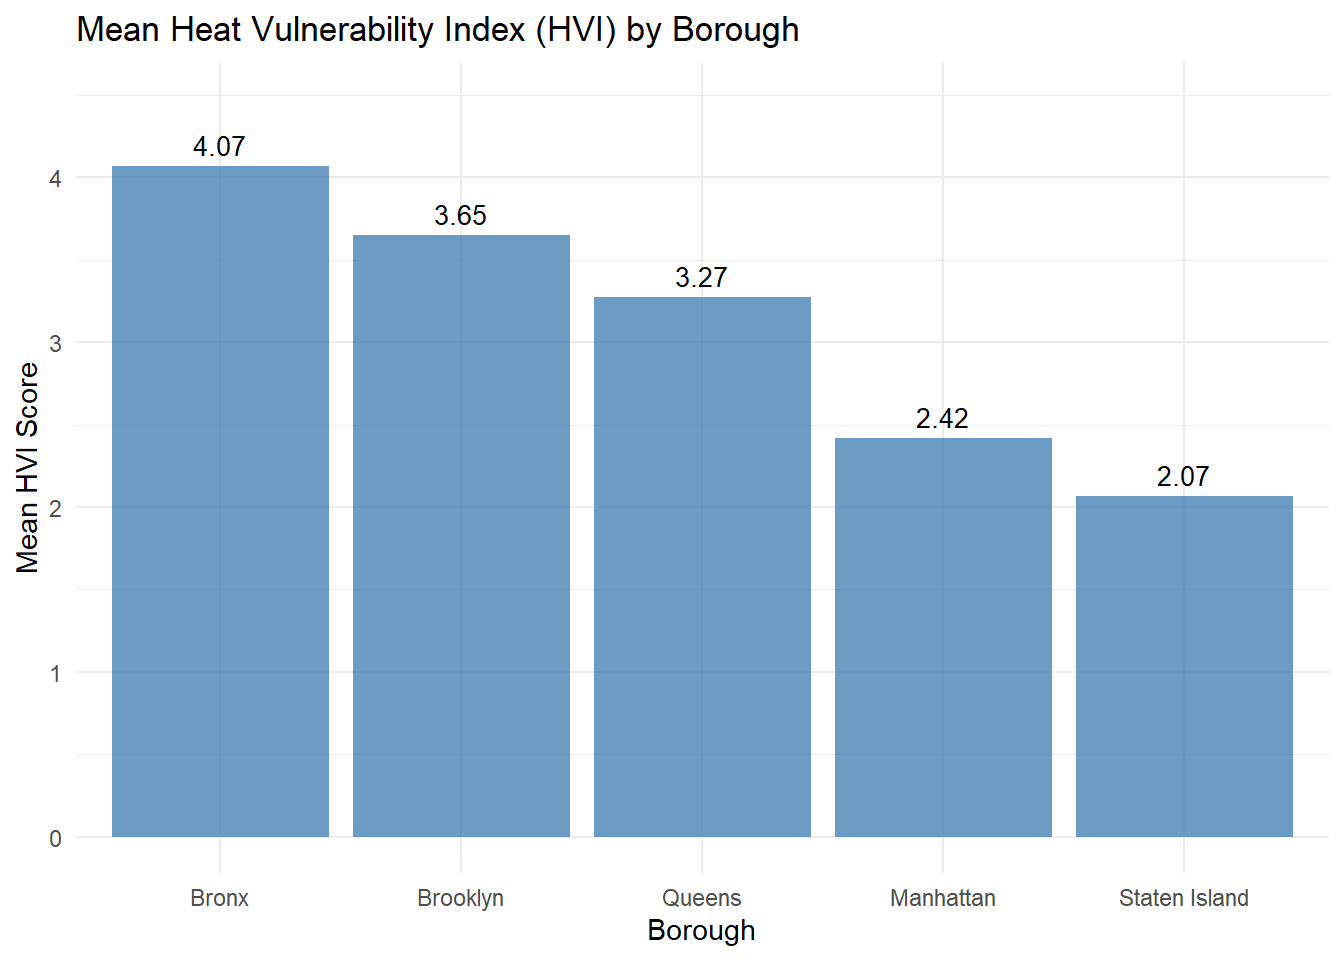 Mean Heat Vulnerability Index (HVI) by Borough
4.07
3.65
3.27
2.42
2.07
4
3
2
1
0
Mean HVI Score
Bronx Brooklyn Queens Manhattan Staten Island
Borough